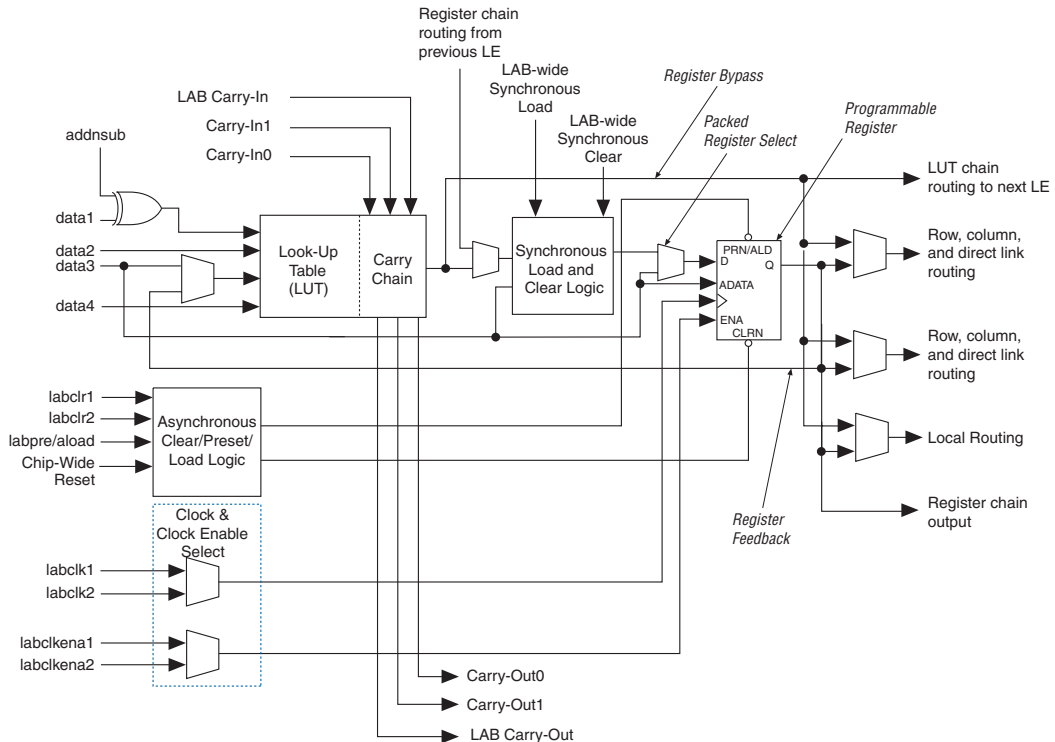 Register chain
routing from
previous LE
LAB-wide
Synchronous
Load
LAB-wide
Synchronous
Clear
Register Bypass
Packed
Register Select
Programmable
Register
LAB Carry-In
Carry-In1
Carry-In0
addnsub
data1
data2
data3
data4
Look-Up
Table
(LUT)
Carry
Chain
Synchronous
Load and
Clear Logic
PRN/ALD
D
Q
ADATA
ENA
CLRN
LUT chain
routing to next LE
Row, column,
and direct link
routing
Row, column,
and direct link
routing
Local Routing
Register chain
output
Register
Feedback
labclr1
labclr2
labpre/aload
Chip-Wide
Reset
Asynchronous
Clear/Preset/
Load Logic
Clock &
Clock Enable
Select
labclk1
labclk2
labclkena1
labclkena2
Carry-Out0
Carry-Out1
LAB Carry-Out